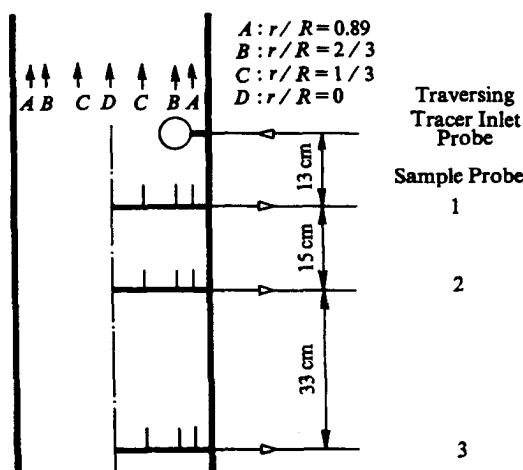 A : r / R = 0.89
B : r / R = 2 / 3
C : r / R = 1 / 3
D : r / R = 0
A B C D C B A
Traversing
Tracer Inlet
Probe
13 cm
Sample Probe
1
15 cm
2
33 cm
3